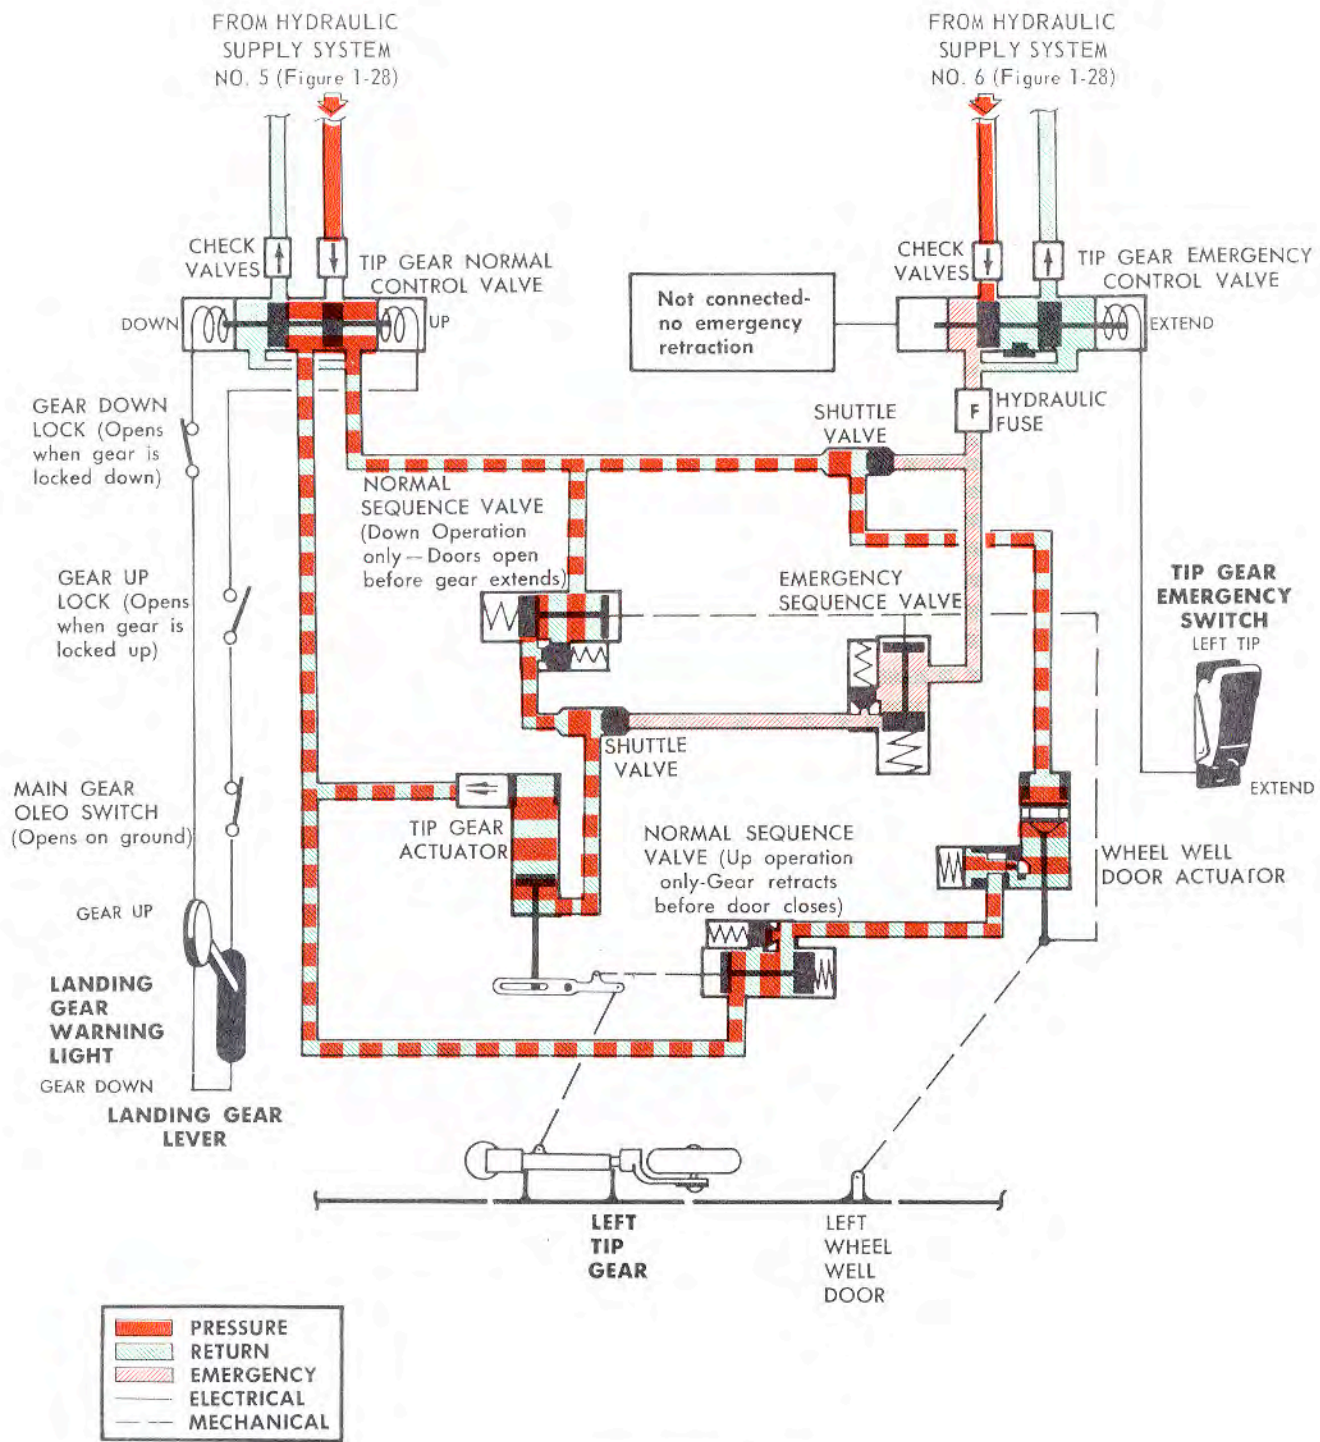 FROM HYDRAULIC
SUPPLY SYSTEM
NO. 5 (Figure 1-28)
FROM HYDRAULIC
SUPPLY SYSTEM
NO. 6 (Figure 1-28)
CHECK
VALVES
TIP GEAR NORMAL
CONTROL VALVE
CHECK
VALVES
TIP GEAR EMERGENCY
CONTROL VALVE
DOWN
UP
Not connected-
no emergency
retraction
EXTEND
GEAR DOWN
LOCK (Opens
when gear is
locked down)
SHUTTLE
VALVE
F
HYDRAULIC
FUSE
NORMAL
SEQUENCE VALVE
(Down Operation
only—Doors open
before gear extends)
GEAR UP
LOCK (Opens
when gear is
locked up)
EMERGENCY
SEQUENCE VALVE
TIP GEAR
EMERGENCY
SWITCH
LEFT TIP
EXTEND
SHUTTLE
VALVE
MAIN GEAR
OLEO SWITCH
(Opens on ground)
TIP GEAR
ACTUATOR
NORMAL SEQUENCE
VALVE (Up operation
only-Gear retracts
before door closes)
WHEEL WELL
DOOR ACTUATOR
GEAR UP
LANDING
GEAR
WARNING
LIGHT
GEAR DOWN
LANDING GEAR
LEVER
LEFT
TIP
GEAR
LEFT
WHEEL
WELL
DOOR
PRESSURE
RETURN
EMERGENCY
ELECTRICAL
MECHANICAL